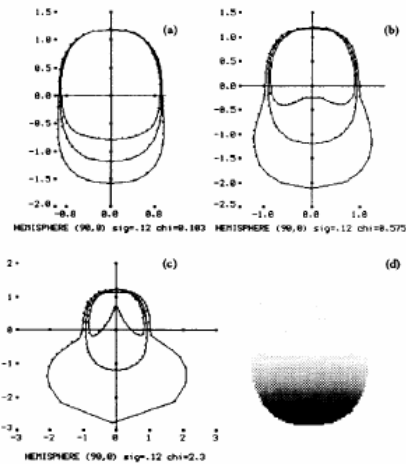 (a)
1.5
1.0
0.5
0.0
-0.5
-1.0
-1.5
-2.0
-0.8 0.0 0.8
HEMISPHERE (90,0) sig=.12 chi=0.103
(b)
1.5
1.0
0.5
0.0
-0.5
-1.0
-1.5
-2.0
-2.5
-1.0 0.0 1.0
HEMISPHERE (90,0) sig=.12 chi=0.575
(c)
2
1
0
-1
-2
-3
-3 -2 -1 0 1 2 3
HEMISPHERE (90,0) sig=.12 chi=2.3
(d)